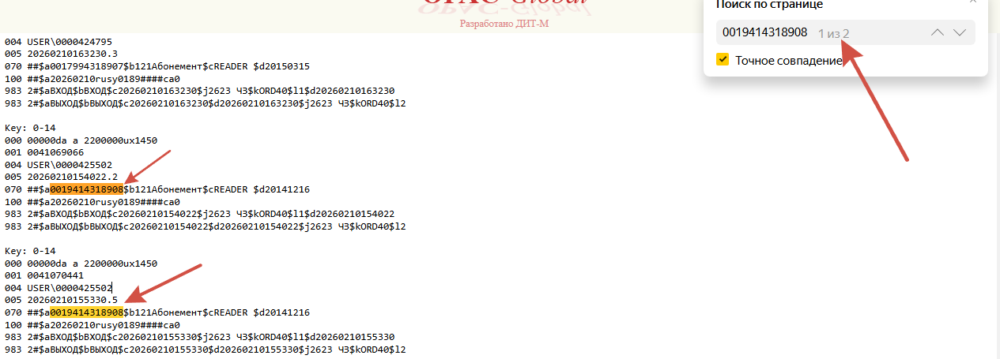 OPAC-Global
Разработано ДИТ-М
Поиск по странице
0019414318908 1 из 2
Точное совпадение
004 USER\0000424795
005 20260210163230.3
070 ##$a0017994318907$b121Абонемент$cREADER $d20150315
100 ##$a20260210rusy0189####ca0
983 2#$aВХОД$bВХОД$c20260210163230$j2623 ЧЗ$kORD40$l1$d20260210163230
983 2#$aВЫХОД$bВЫХОД$c20260210163230$d20260210163230$j2623 ЧЗ$kORD40$l2
Key: 0-14
000 00000da a 2200000ux1450
001 0041069066
004 USER\0000425502
005 20260210154022.2
070 ##$a0019414318908$b121Абонемент$cREADER $d20141216
100 ##$a20260210rusy0189####ca0
983 2#$aВХОД$bВХОД$c20260210154022$j2623 ЧЗ$kORD40$l1$d20260210154022
983 2#$aВЫХОД$bВЫХОД$c20260210154022$d20260210154022$j2623 ЧЗ$kORD40$l2
Key: 0-14
000 00000da a 2200000ux1450
001 0041070441
004 USER\0000425502
005 20260210155330.5
070 ##$a0019414318908$b121Абонемент$cREADER $d20141216
100 ##$a20260210rusy0189####ca0
983 2#$aВХОД$bВХОД$c20260210155330$j2623 ЧЗ$kORD40$l1$d20260210155330
983 2#$aВЫХОД$bВЫХОД$c20260210155330$d20260210155330$j2623 ЧЗ$kORD40$l2